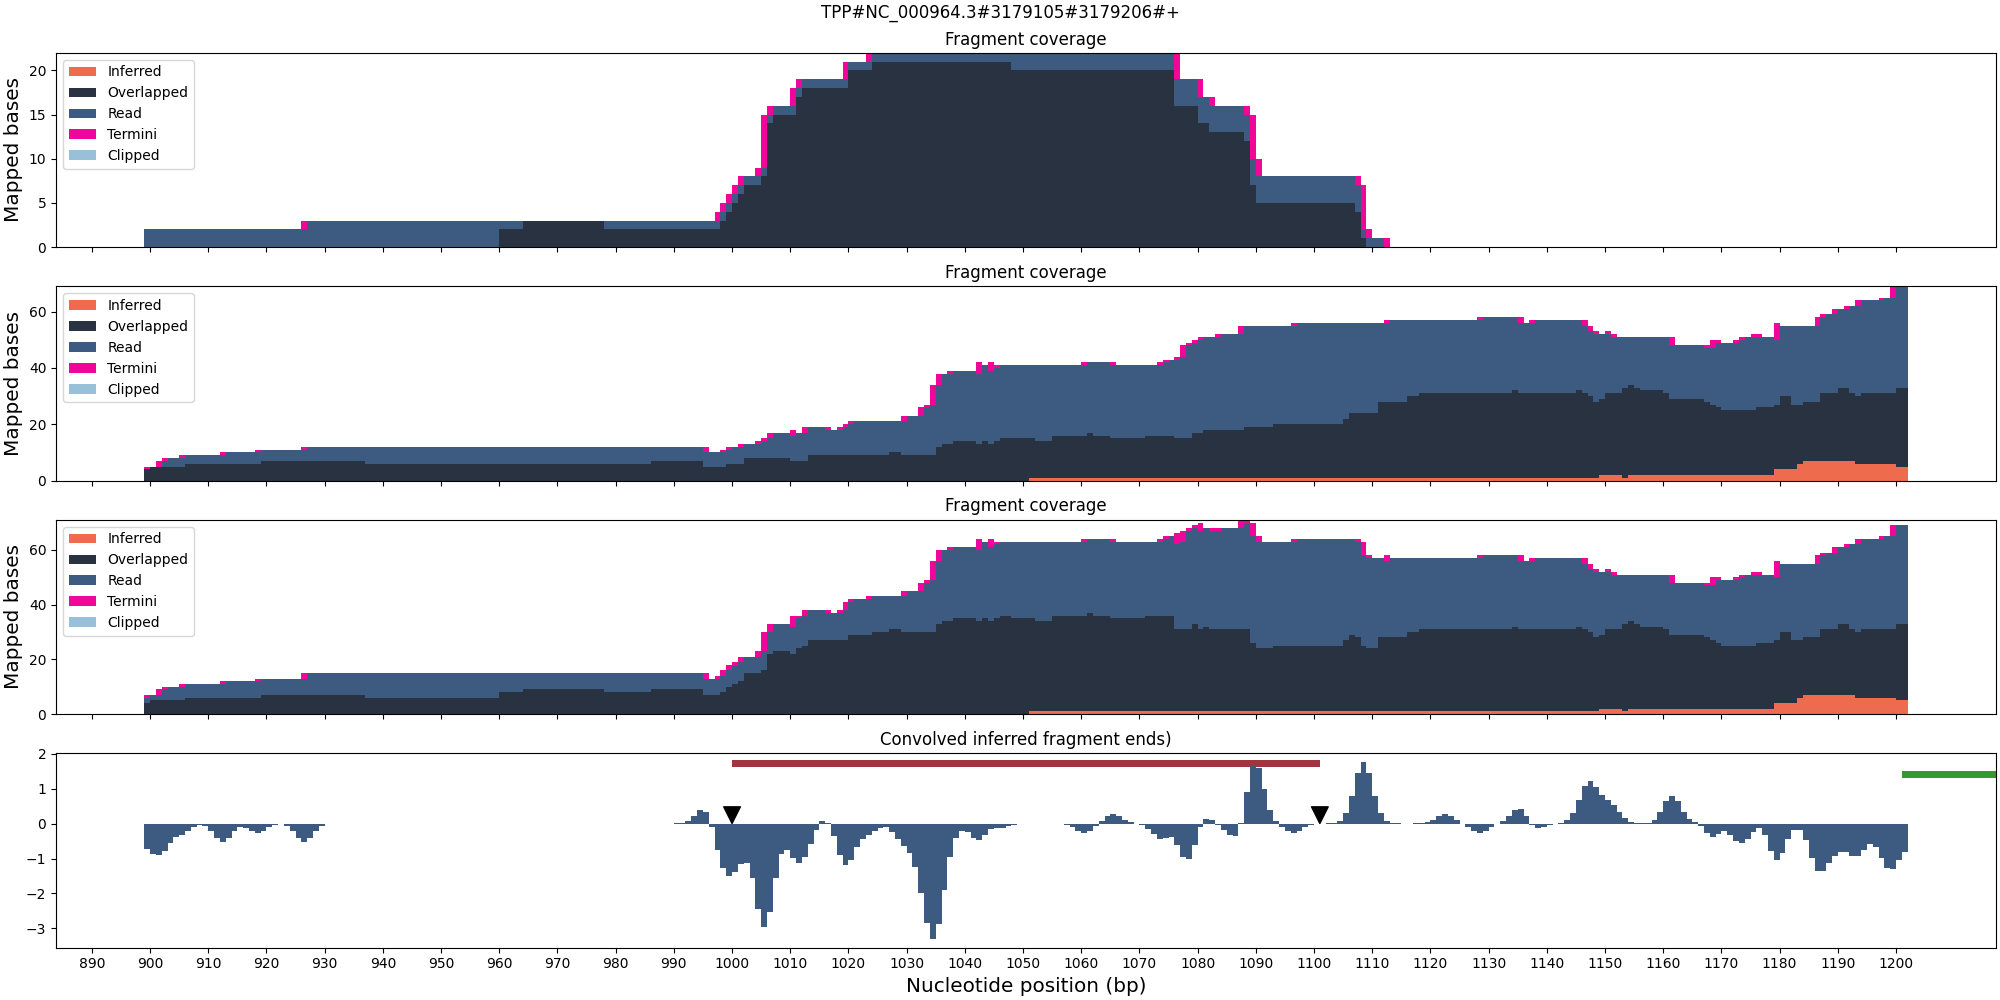 TPP#NC_000964.3#3179105#3179206#+
Fragment coverage
Mapped bases
20
15
10
5
0
Inferred
Overlapped
Read
Termini
Clipped
Fragment coverage
Mapped bases
60
40
20
0
Inferred
Overlapped
Read
Termini
Clipped
Fragment coverage
Mapped bases
60
40
20
0
Inferred
Overlapped
Read
Termini
Clipped
Convolved inferred fragment ends)
2
1
0
−1
−2
−3
890 900 910 920 930 940 950 960 970 980 990 1000 1010 1020 1030 1040 1050 1060 1070 1080 1090 1100 1110 1120 1130 1140 1150 1160 1170 1180 1190 1200
Nucleotide position (bp)